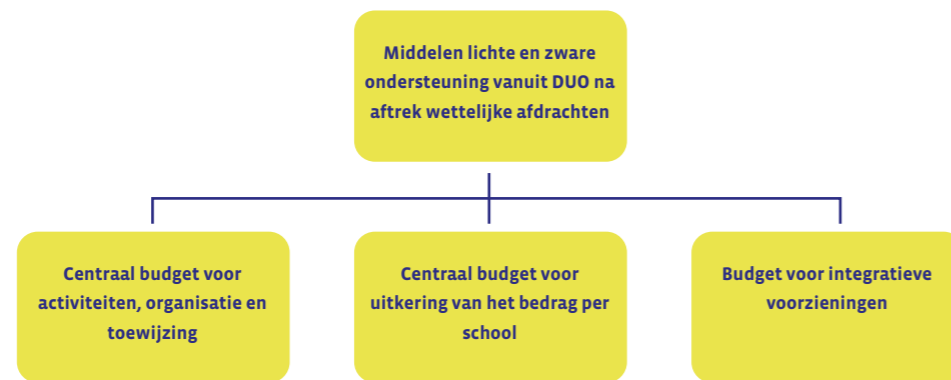 Middelen lichte en zware
ondersteuning vanuit DUO na
aftrek wettelijke afdrachten
Centraal budget voor
activiteiten, organisatie en
toewijzing
Centraal budget voor
uitkering van het bedrag per
school
Budget voor integratieve
voorzieningen